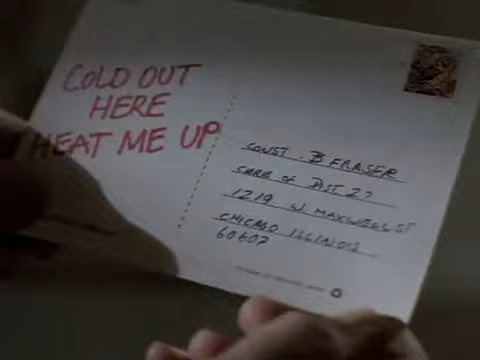 COLD OUT
HERE
HEAT ME UP
CONST. B FRASER
CARE OF DIST. 27
1219 W MAXWELL ST
CHICAGO ILLINOIS
60607